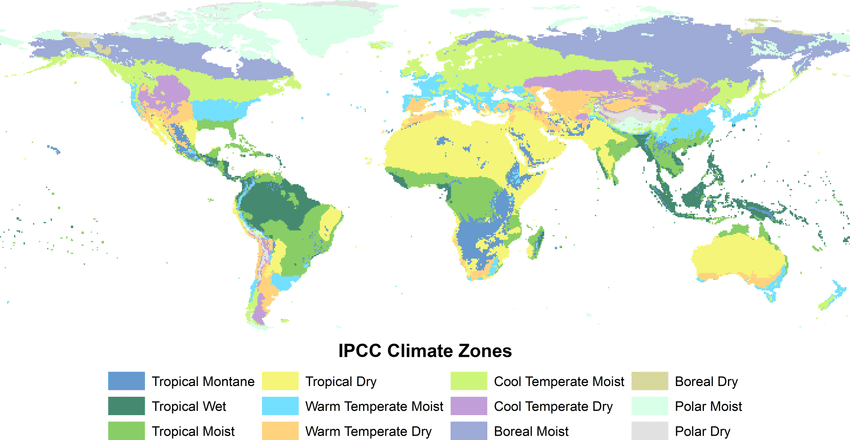 IPCC Climate Zones
Tropical Montane Tropical Dry Cool Temperate Moist Boreal Dry
Tropical Wet Warm Temperate Moist Cool Temperate Dry Polar Moist
Tropical Moist Warm Temperate Dry Boreal Moist Polar Dry